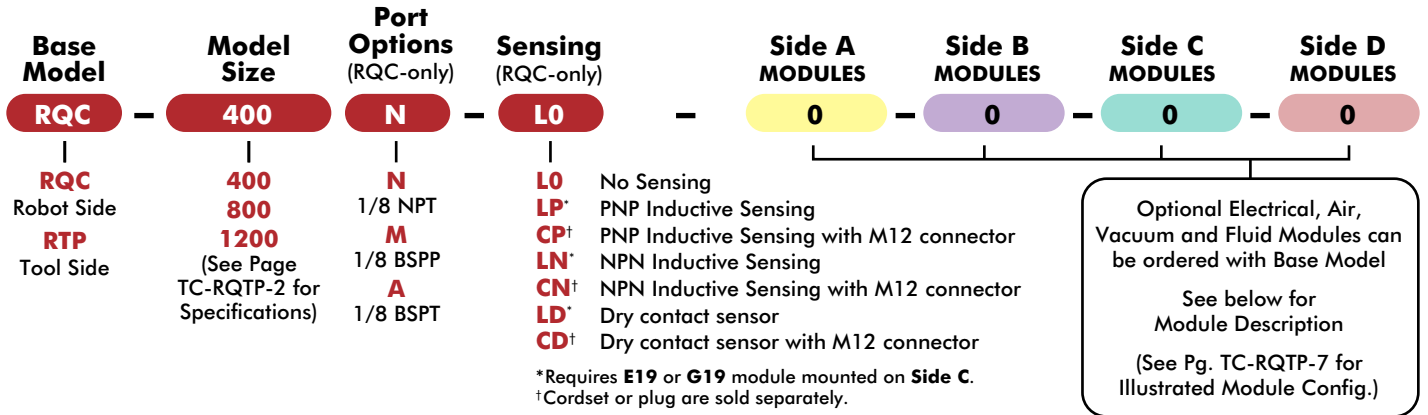 Base Model
Model Size
Port Options
(RQC-only)
Sensing
(RQC-only)
Side A
MODULES
Side B
MODULES
Side C
MODULES
Side D
MODULES
RQC – 400 N – L0 – 0 – 0 – 0 – 0
RQC
Robot Side
RTP
Tool Side
400
800
1200
(See Page
TC-RQTP-2 for
Specifications)
N
1/8 NPT
M
1/8 BSPP
A
1/8 BSPT
L0 No Sensing
LP* PNP Inductive Sensing
CP† PNP Inductive Sensing with M12 connector
LN* NPN Inductive Sensing
CN† NPN Inductive Sensing with M12 connector
LD* Dry contact sensor
CD† Dry contact sensor with M12 connector
*Requires E19 or G19 module mounted on Side C.
†Cordset or plug are sold separately.
Optional Electrical, Air,
Vacuum and Fluid Modules can
be ordered with Base Model
See below for
Module Description
(See Pg. TC-RQTP-7 for
Illustrated Module Config.)